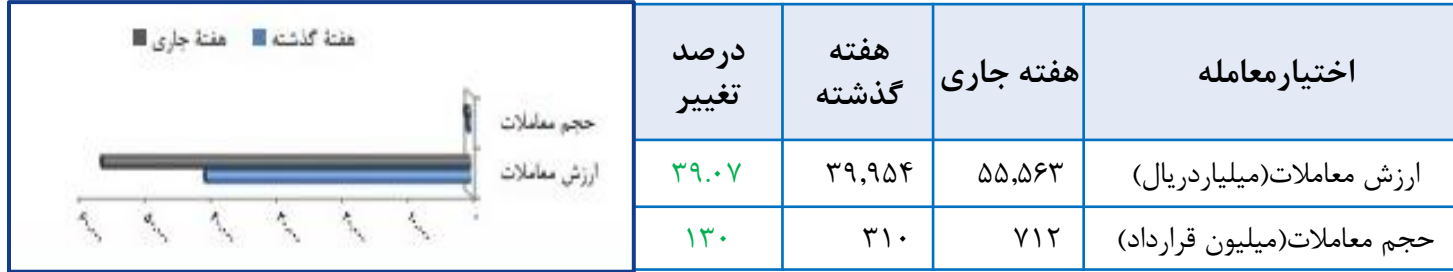 اختیارمعامله هفته جاری هفته گذشته درصد تغییر
ارزش معاملات(میلیاردریال) ۵۵,۵۶۳ ۳۹,۹۵۴ ۳۹.۰۷
حجم معاملات(میلیون قرارداد) ۷۱۲ ۳۱۰ ۱۳۰
هفتهٔ گذشته هفتهٔ جاری
حجم معاملات
ارزش معاملات